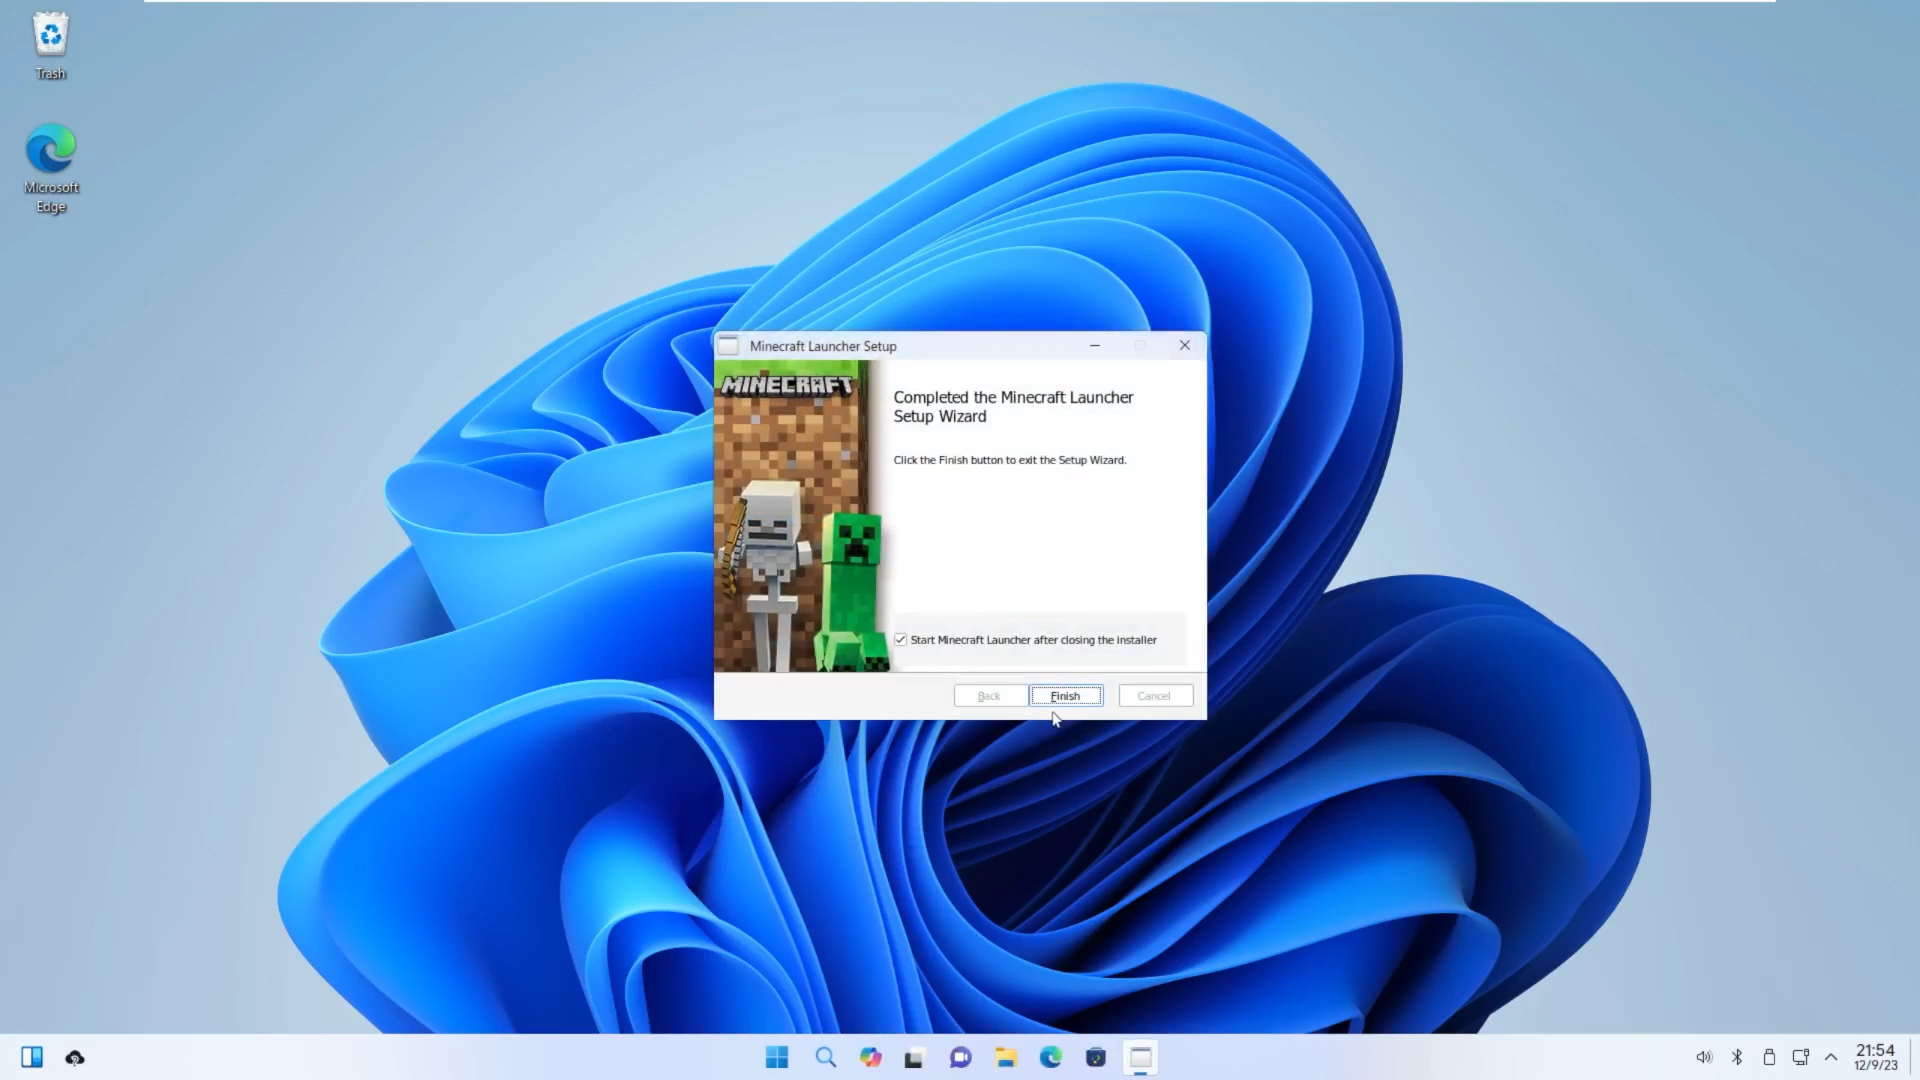 Trash
Microsoft
Edge
Minecraft Launcher Setup
MINECRAFT
Completed the Minecraft Launcher
Setup Wizard
Click the Finish button to exit the Setup Wizard.
Start Minecraft Launcher after closing the installer
Back
Finish
Cancel
21:54
12/9/23